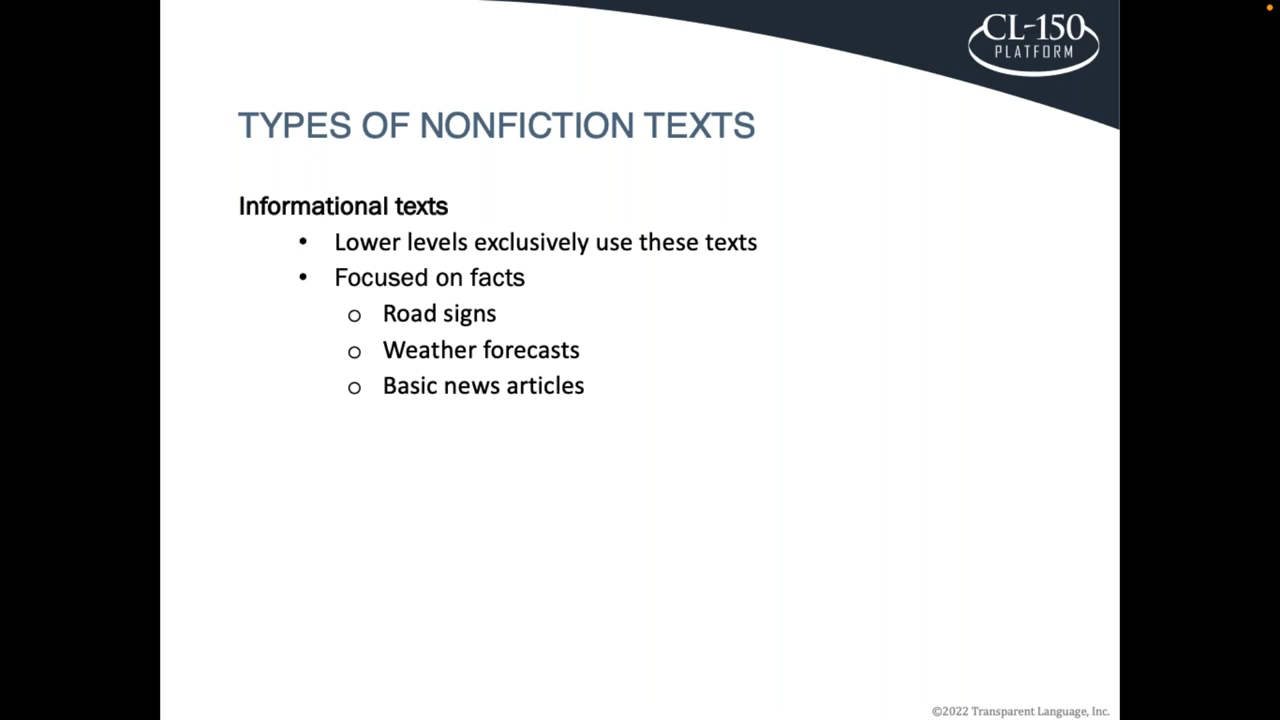 CL-150
PLATFORM
TYPES OF NONFICTION TEXTS
Informational texts
• Lower levels exclusively use these texts
• Focused on facts
o Road signs
o Weather forecasts
o Basic news articles
©2022 Transparent Language, Inc.